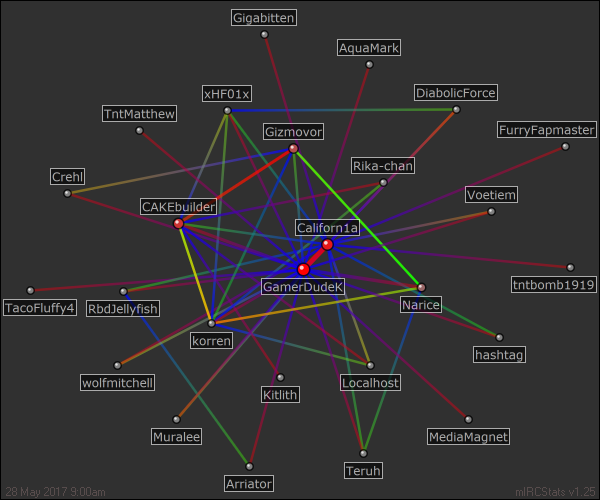 Gigabitten
AquaMark
xHF01x
DiabolicForce
TntMatthew
Gizmovor
FurryFapmaster
Rika-chan
Crehl
Voetiem
CAKEbuilder
Californ1a
GamerDudeK
tntbomb1919
TacoFluffy4
RbdJellyfish
Narice
korren
hashtag
wolfmitchell
Localhost
Kitlith
Muralee
MediaMagnet
Teruh
Arriator
28 May 2017 9:00am
mIRCStats v1.25